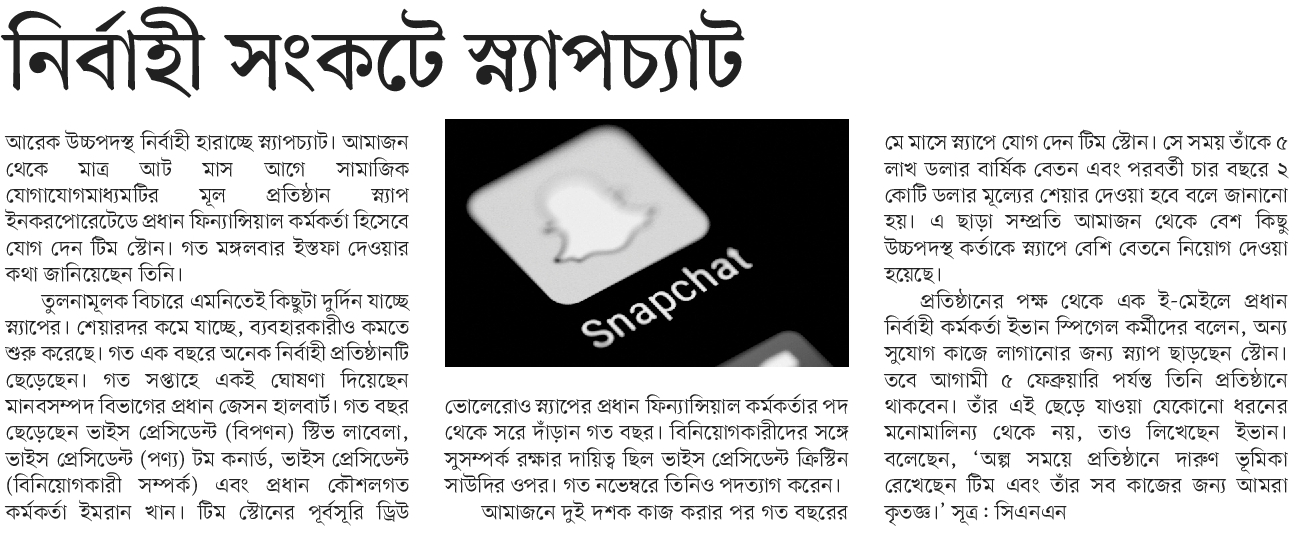 নির্বাহী সংকটে স্ন্যাপচ্যাট
আরেক উচ্চপদস্থ নির্বাহী হারাচ্ছে স্ন্যাপচ্যাট। আমাজন
থেকে মাত্র আট মাস আগে সামাজিক
যোগাযোগমাধ্যমটির মূল প্রতিষ্ঠান স্ন্যাপ
ইনকরপোরেটেডে প্রধান ফিন্যান্সিয়াল কর্মকর্তা হিসেবে
যোগ দেন টিম স্টোন। গত মঙ্গলবার ইস্তফা দেওয়ার
কথা জানিয়েছেন তিনি।
তুলনামূলক বিচারে এমনিতেই কিছুটা দুর্দিন যাচ্ছে
স্ন্যাপের। শেয়ারদর কমে যাচ্ছে, ব্যবহারকারীও কমতে
শুরু করেছে। গত এক বছরে অনেক নির্বাহী প্রতিষ্ঠানটি
ছেড়েছেন। গত সপ্তাহে একই ঘোষণা দিয়েছেন
মানবসম্পদ বিভাগের প্রধান জেসন হালবার্ট। গত বছর
ছেড়েছেন ভাইস প্রেসিডেন্ট (বিপণন) স্টিভ লাবেলা,
ভাইস প্রেসিডেন্ট (পণ্য) টম কনার্ড, ভাইস প্রেসিডেন্ট
(বিনিয়োগকারী সম্পর্ক) এবং প্রধান কৌশলগত
কর্মকর্তা ইমরান খান। টিম স্টোনের পূর্বসূরি ড্রিউ
Snapchat
ভোলেরোও স্ন্যাপের প্রধান ফিন্যান্সিয়াল কর্মকর্তার পদ
থেকে সরে দাঁড়ান গত বছর। বিনিয়োগকারীদের সঙ্গে
সুসম্পর্ক রক্ষার দায়িত্ব ছিল ভাইস প্রেসিডেন্ট ক্রিস্টিন
সাউদির ওপর। গত নভেম্বরে তিনিও পদত্যাগ করেন।
আমাজনে দুই দশক কাজ করার পর গত বছরের
মে মাসে স্ন্যাপে যোগ দেন টিম স্টোন। সে সময় তাঁকে ৫
লাখ ডলার বার্ষিক বেতন এবং পরবর্তী চার বছরে ২
কোটি ডলার মূল্যের শেয়ার দেওয়া হবে বলে জানানো
হয়। এ ছাড়া সম্প্রতি আমাজন থেকে বেশ কিছু
উচ্চপদস্থ কর্তাকে স্ন্যাপে বেশি বেতনে নিয়োগ দেওয়া
হয়েছে।
প্রতিষ্ঠানের পক্ষ থেকে এক ই-মেইলে প্রধান
নির্বাহী কর্মকর্তা ইভান স্পিগেল কর্মীদের বলেন, অন্য
সুযোগ কাজে লাগানোর জন্য স্ন্যাপ ছাড়ছেন স্টোন।
তবে আগামী ৫ ফেব্রুয়ারি পর্যন্ত তিনি প্রতিষ্ঠানে
থাকবেন। তাঁর এই ছেড়ে যাওয়া যেকোনো ধরনের
মনোমালিন্য থেকে নয়, তাও লিখেছেন ইভান।
বলেছেন, ‘অল্প সময়ে প্রতিষ্ঠানে দারুণ ভূমিকা
রেখেছেন টিম এবং তাঁর সব কাজের জন্য আমরা
কৃতজ্ঞ।’ সূত্র : সিএনএন